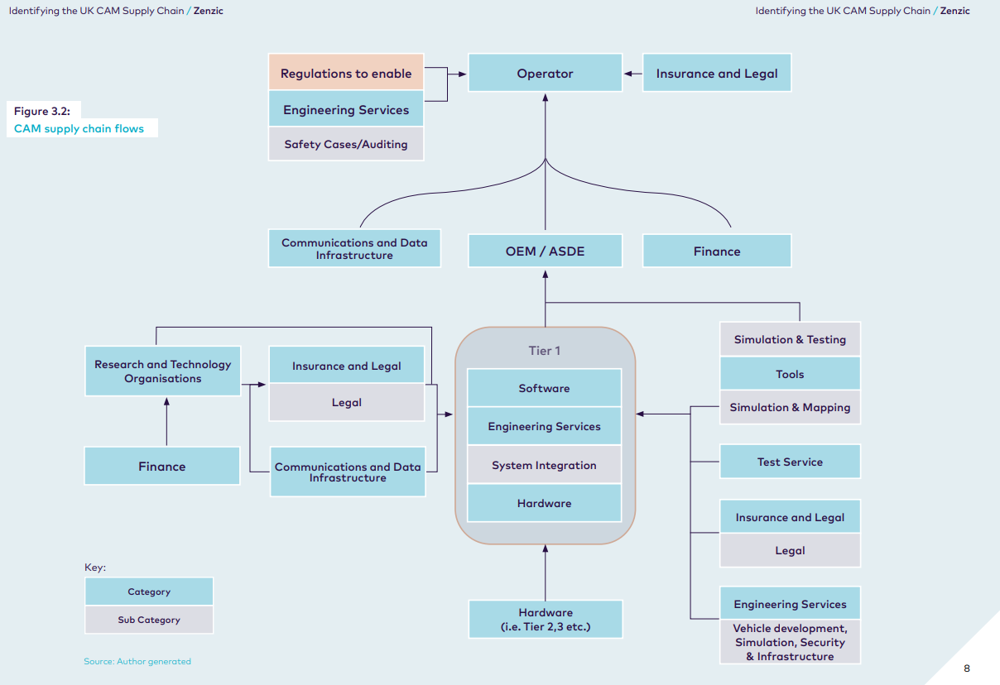 Identifying the UK CAM Supply Chain / Zenzic
Identifying the UK CAM Supply Chain / Zenzic
Figure 3.2:
CAM supply chain flows
Regulations to enable
Engineering Services
Safety Cases/Auditing
Operator
Insurance and Legal
Communications and Data
Infrastructure
OEM / ASDE
Finance
Research and Technology
Organisations
Finance
Insurance and Legal
Legal
Communications and Data
Infrastructure
Tier 1
Software
Engineering Services
System Integration
Hardware
Hardware
(i.e. Tier 2,3 etc.)
Simulation & Testing
Tools
Simulation & Mapping
Test Service
Insurance and Legal
Legal
Engineering Services
Vehicle development,
Simulation, Security
& Infrastructure
Key:
Category
Sub Category
Source: Author generated
8